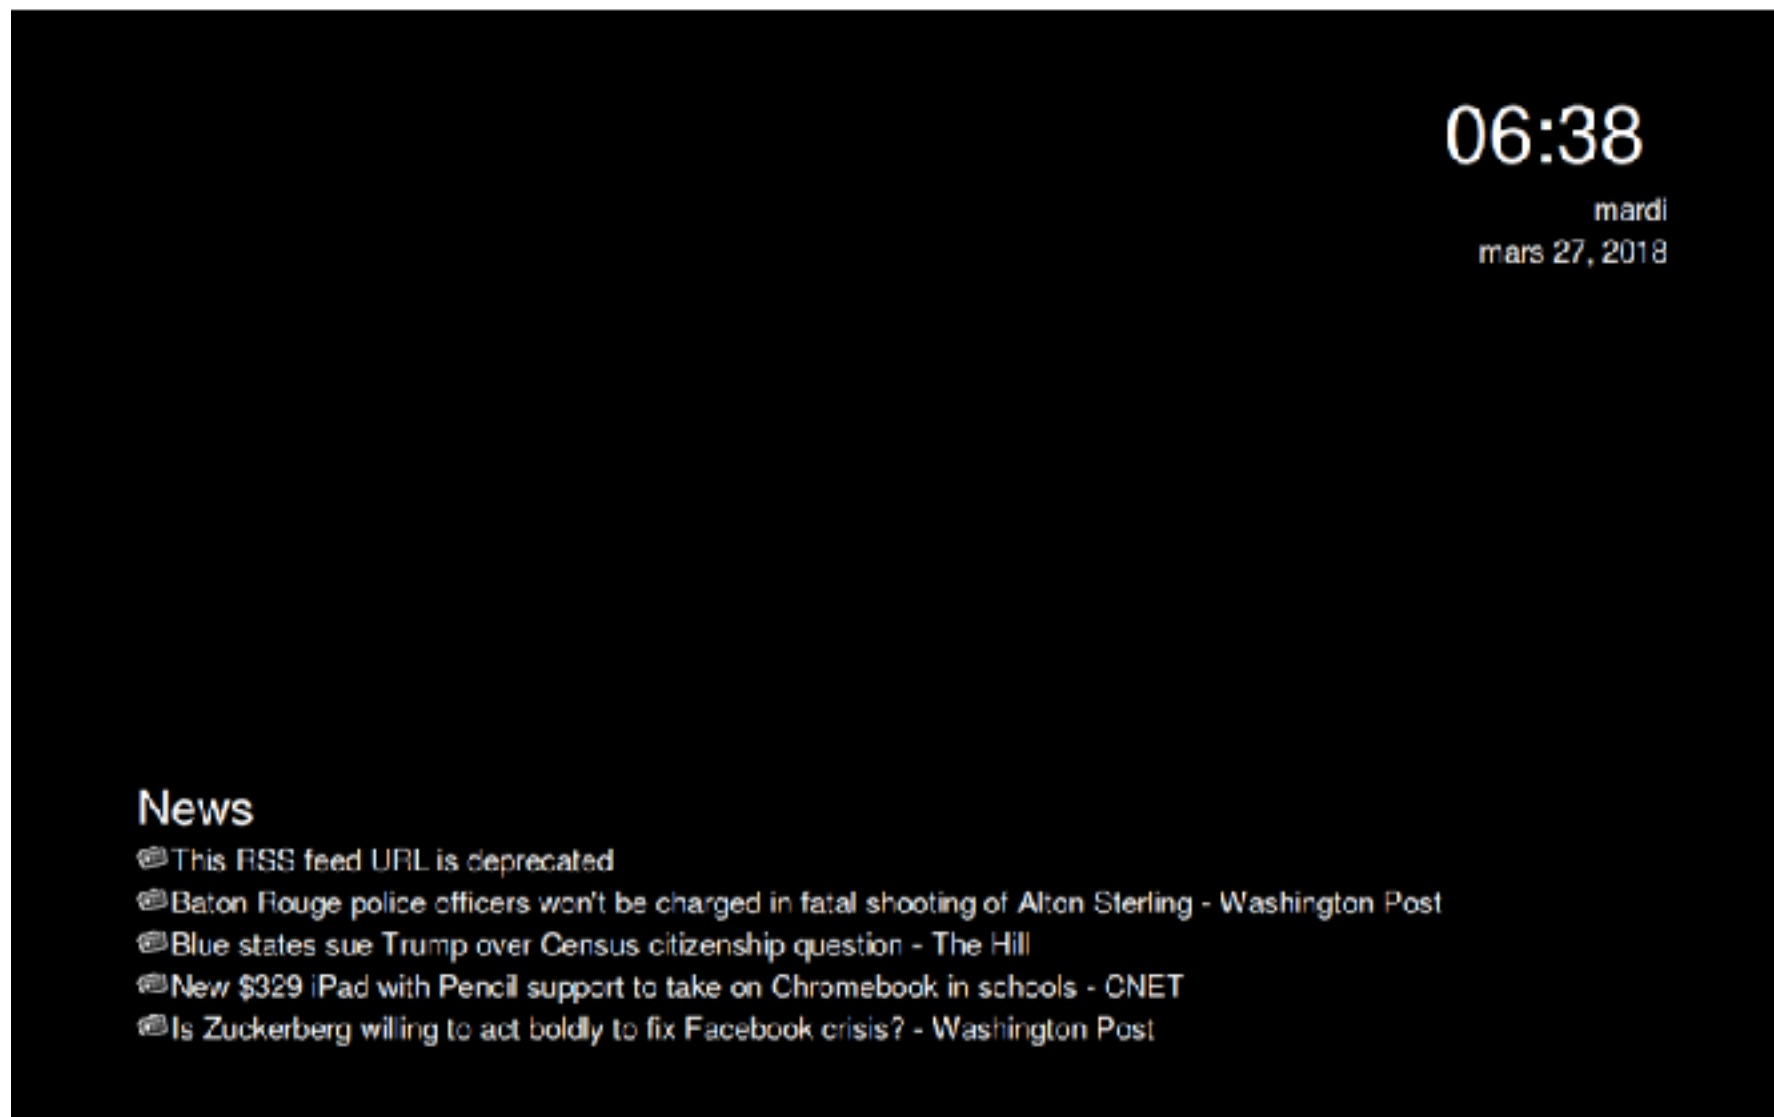 06:38
mardi
mars 27, 2018
News
This RSS feed URL is deprecated
Baton Rouge police officers won't be charged in fatal shooting of Alton Sterling - Washington Post
Blue states sue Trump over Census citizenship question - The Hill
New $329 iPad with Pencil support to take on Chromebook in schools - CNET
Is Zuckerberg willing to act boldly to fix Facebook crisis? - Washington Post